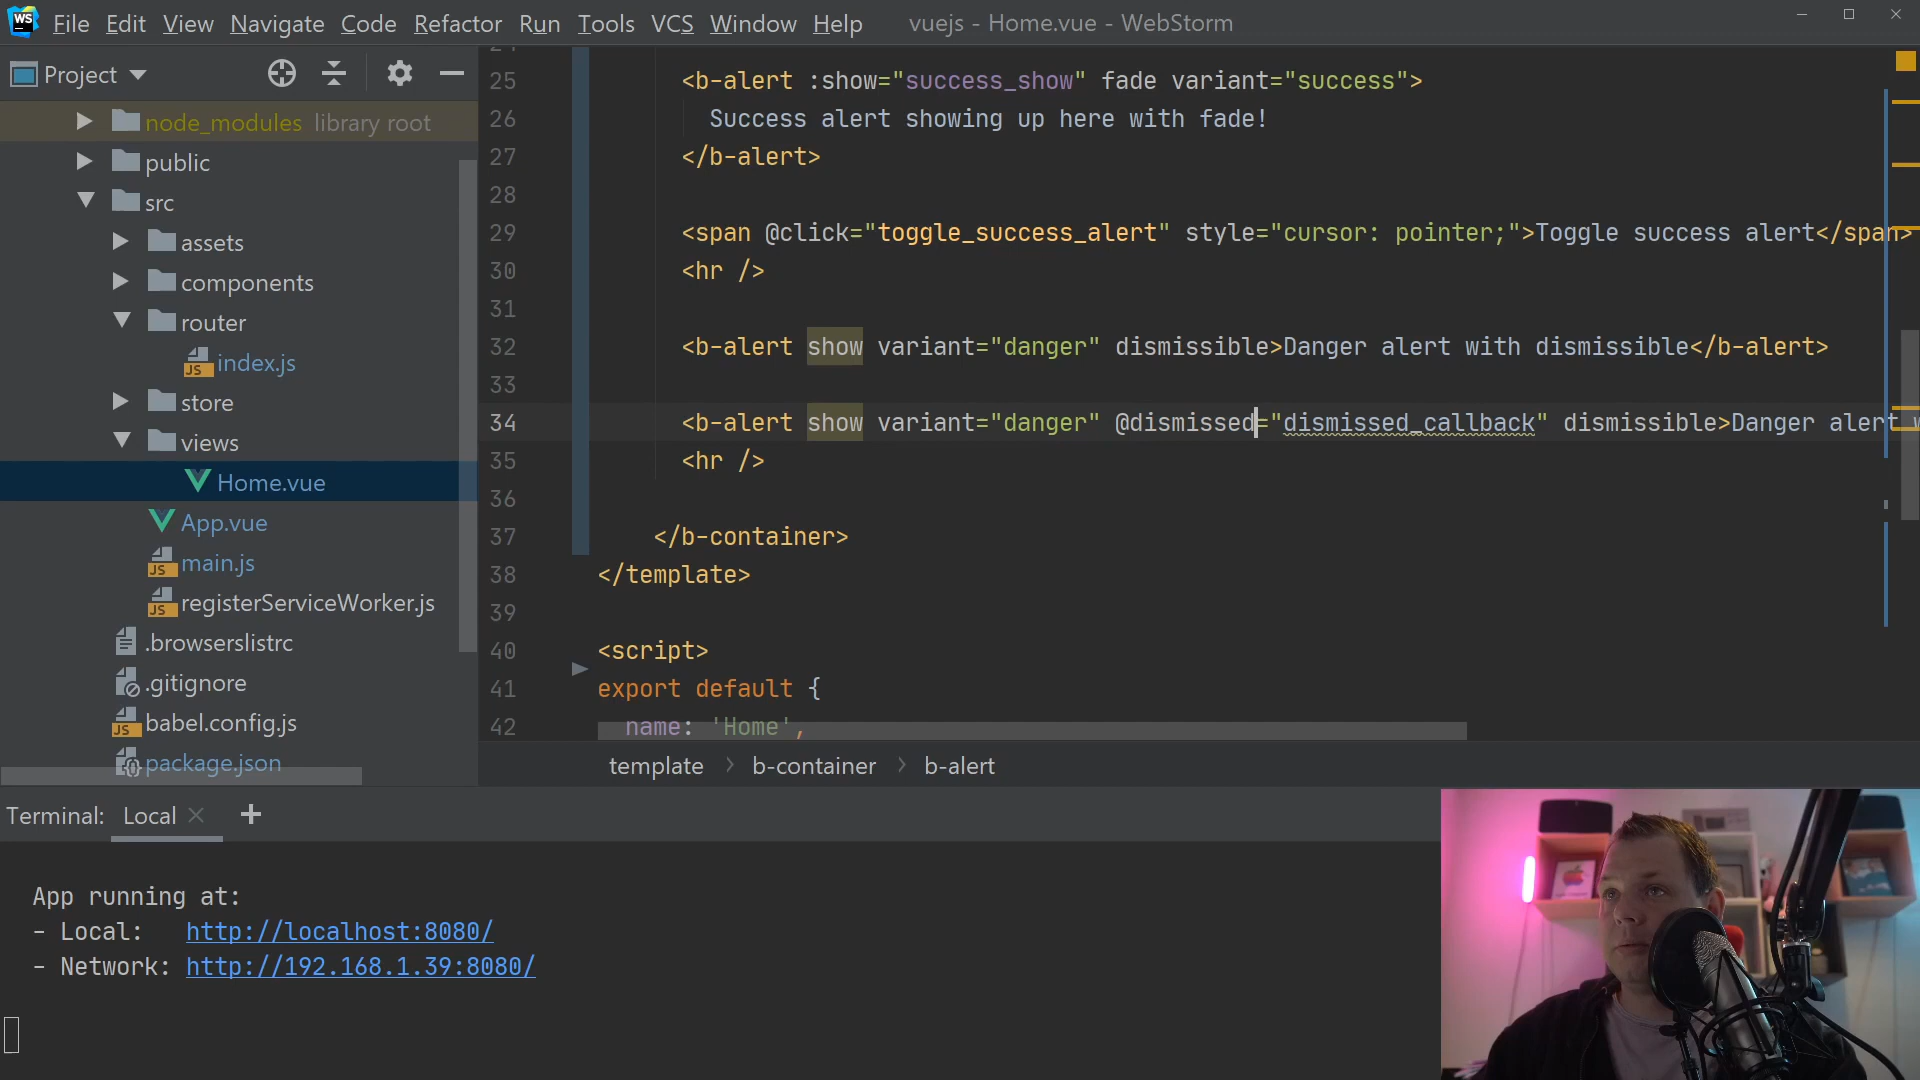 WS File Edit View Navigate Code Refactor Run Tools VCS Window Help vuejs - Home.vue - WebStorm
Project
node_modules library root
public
src
assets
components
router
index.js
store
views
Home.vue
App.vue
main.js
registerServiceWorker.js
.browserslistrc
.gitignore
babel.config.js
package.json
24
25 <b-alert :show="success_show" fade variant="success">
26 Success alert showing up here with fade!
27 </b-alert>
28
29 <span @click="toggle_success_alert" style="cursor: pointer;">Toggle success alert</span>
30 <hr />
31
32 <b-alert show variant="danger" dismissible>Danger alert with dismissible</b-alert>
33
34 <b-alert show variant="danger" @dismissed="dismissed_callback" dismissible>Danger alert w
35 <hr />
36
37 </b-container>
38 </template>
39
40 <script>
41 export default {
42 name: 'Home',
template > b-container > b-alert
Terminal: Local × +
App running at:
- Local: http://localhost:8080/
- Network: http://192.168.1.39:8080/